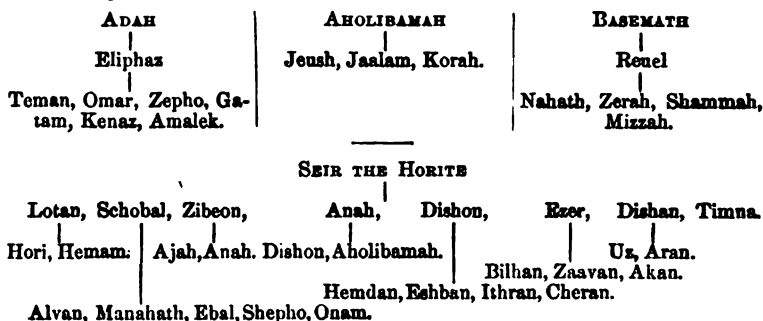 ADAH AHOLIBAMAH BASEMATH
Eliphaz Jeush, Jaalam, Korah. Reuel
Teman, Omar, Zepho, Ga- Nahath, Zerah, Shammah,
tam, Kenaz, Amalek. Mizzah.
SEIR THE HORITE
Lotan, Schobal, Zibeon, Anah, Dishon, Ezer, Dishan, Timna.
Hori, Hemam. Ajah, Anah. Dishon, Aholibamah. Uz, Aran.
Bilhan, Zaavan, Akan.
Hemdan, Eshban, Ithran, Cheran.
Alvan, Manahath, Ebal, Shepho, Onam.